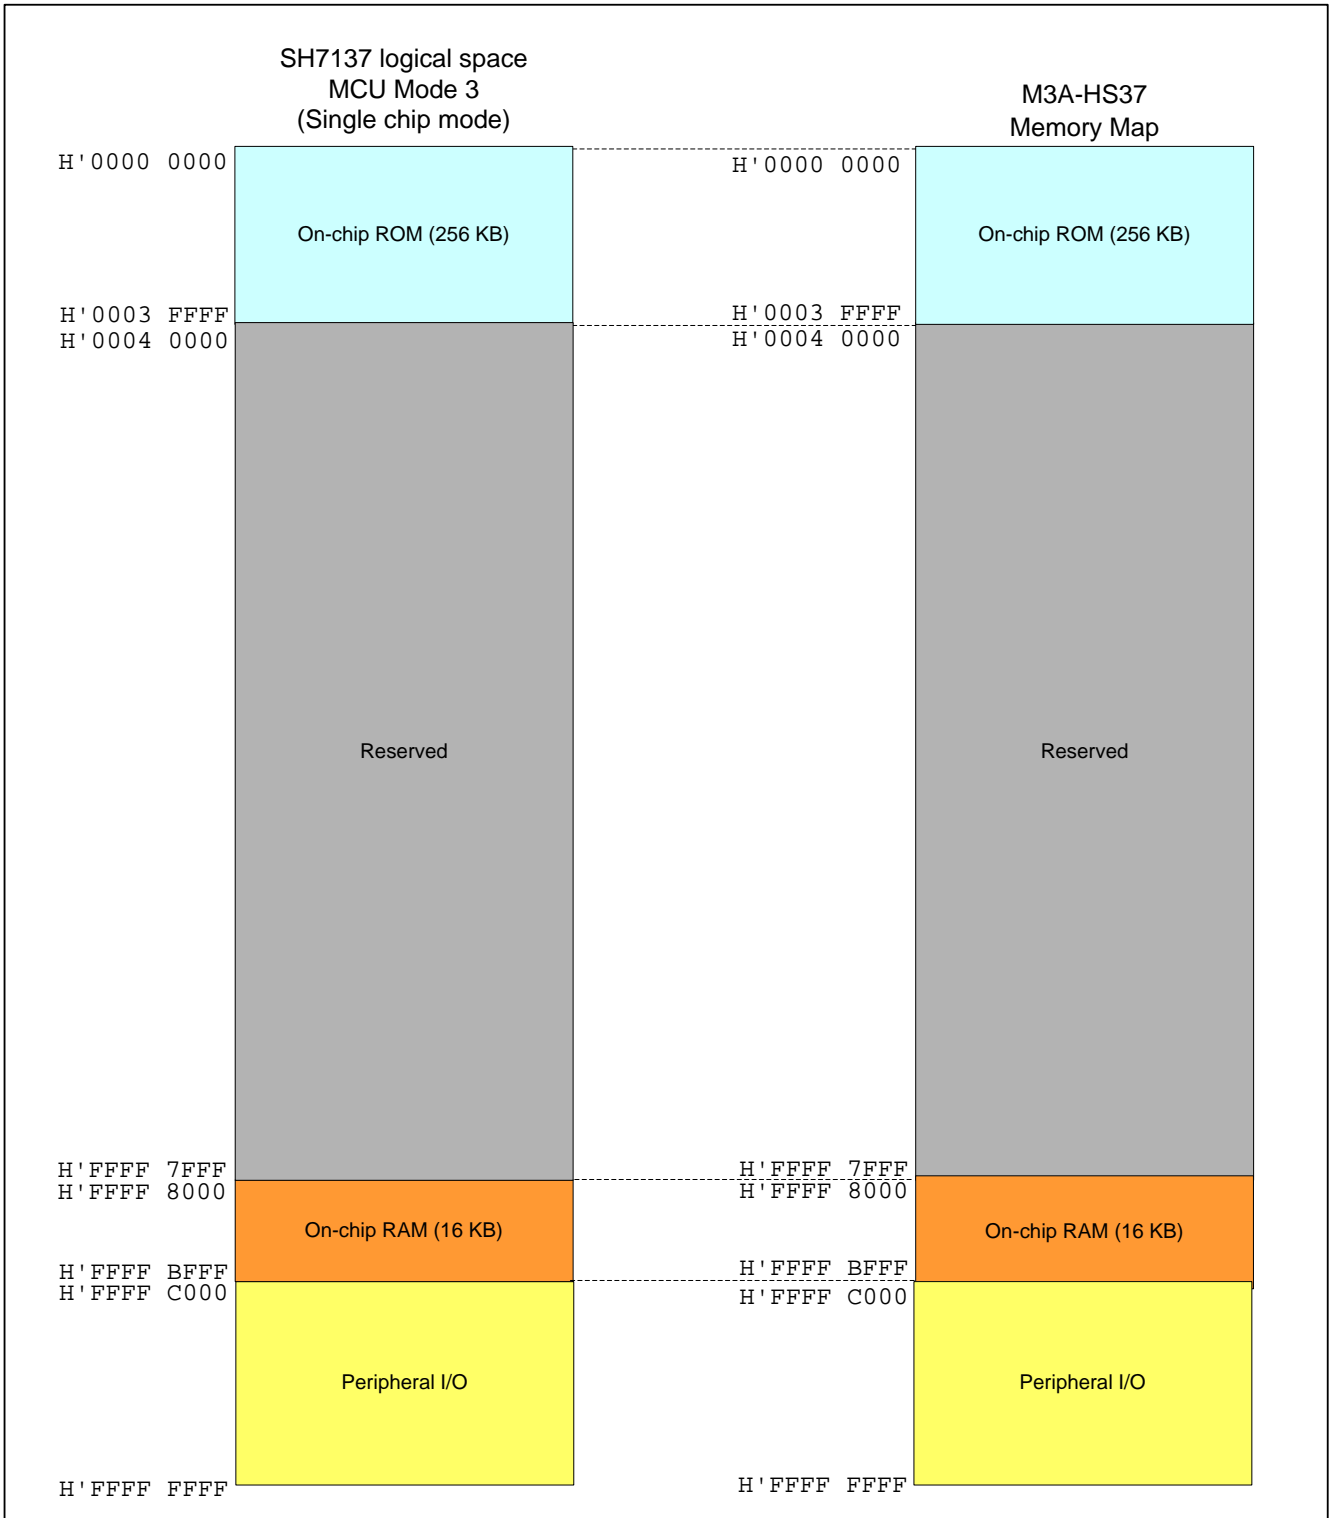 SH7137 logical space
MCU Mode 3
(Single chip mode)
M3A-HS37
Memory Map
H'0000 0000
H'0000 0000
On-chip ROM (256 KB)
On-chip ROM (256 KB)
H'0003 FFFF
H'0003 FFFF
H'0004 0000
H'0004 0000
Reserved
Reserved
H'FFFF 7FFF
H'FFFF 7FFF
H'FFFF 8000
H'FFFF 8000
On-chip RAM (16 KB)
On-chip RAM (16 KB)
H'FFFF BFFF
H'FFFF BFFF
H'FFFF C000
H'FFFF C000
Peripheral I/O
Peripheral I/O
H'FFFF FFFF
H'FFFF FFFF